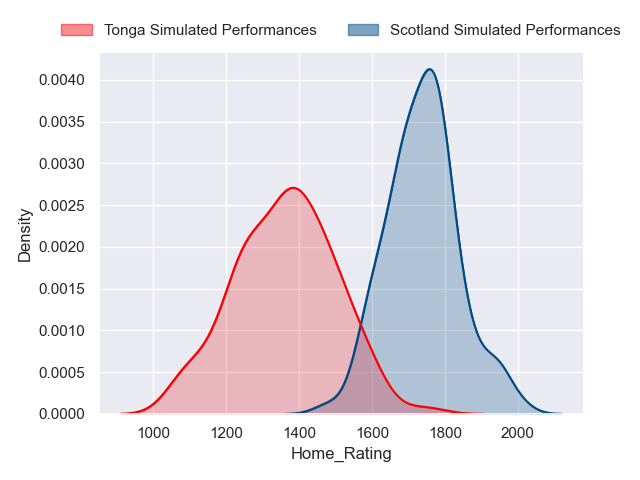 Tonga Simulated Performances
Scotland Simulated Performances
0.0040
0.0035
0.0030
0.0025
0.0020
0.0015
0.0010
0.0005
0.0000
Density
1000 1200 1400 1600 1800 2000
Home_Rating